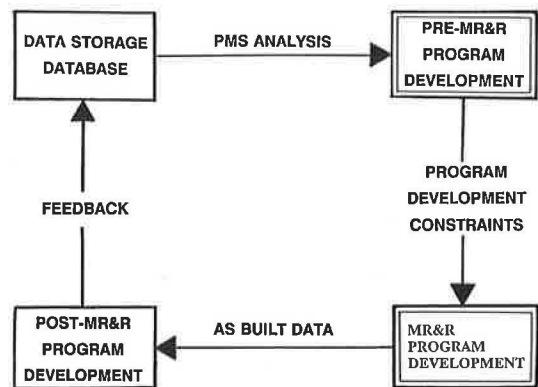 DATA STORAGE
DATABASE
PMS ANALYSIS
PRE-MR&R
PROGRAM
DEVELOPMENT
FEEDBACK
PROGRAM
DEVELOPMENT
CONSTRAINTS
POST-MR&R
PROGRAM
DEVELOPMENT
AS BUILT DATA
MR&R
PROGRAM
DEVELOPMENT